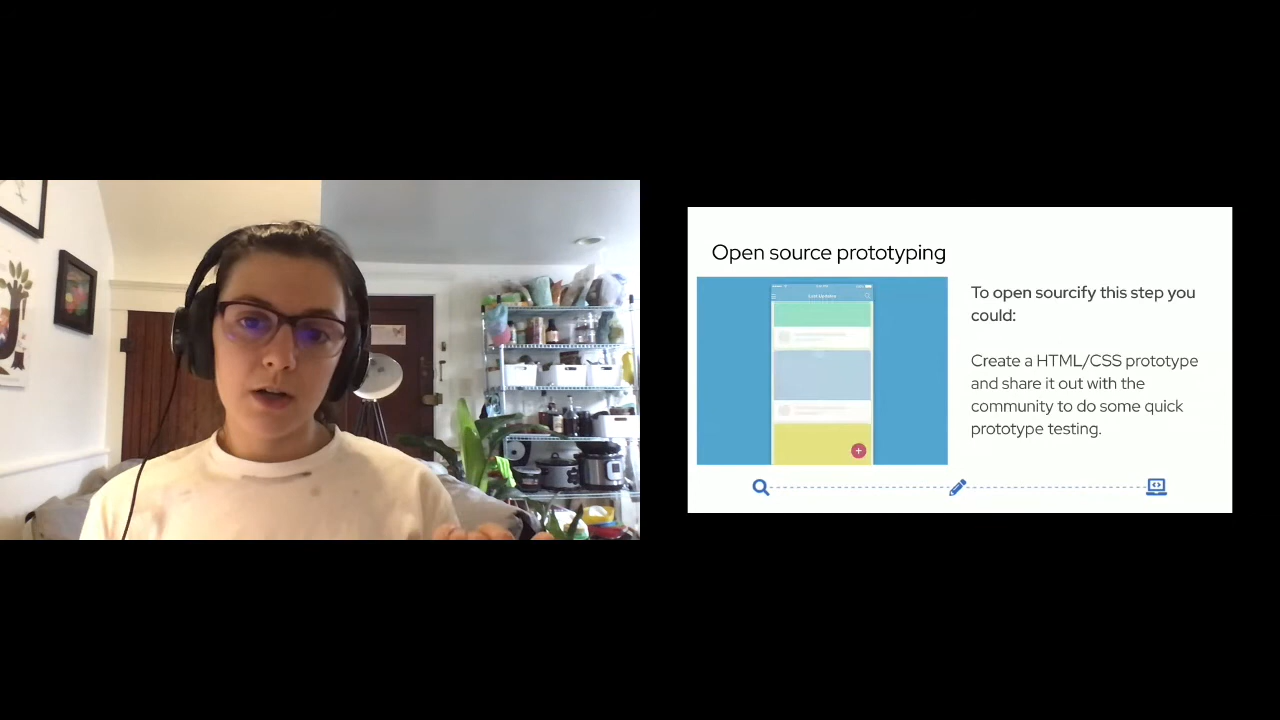 Open source prototyping
To open sourcify this step you
could:
Create a HTML/CSS prototype
and share it out with the
community to do some quick
prototype testing.